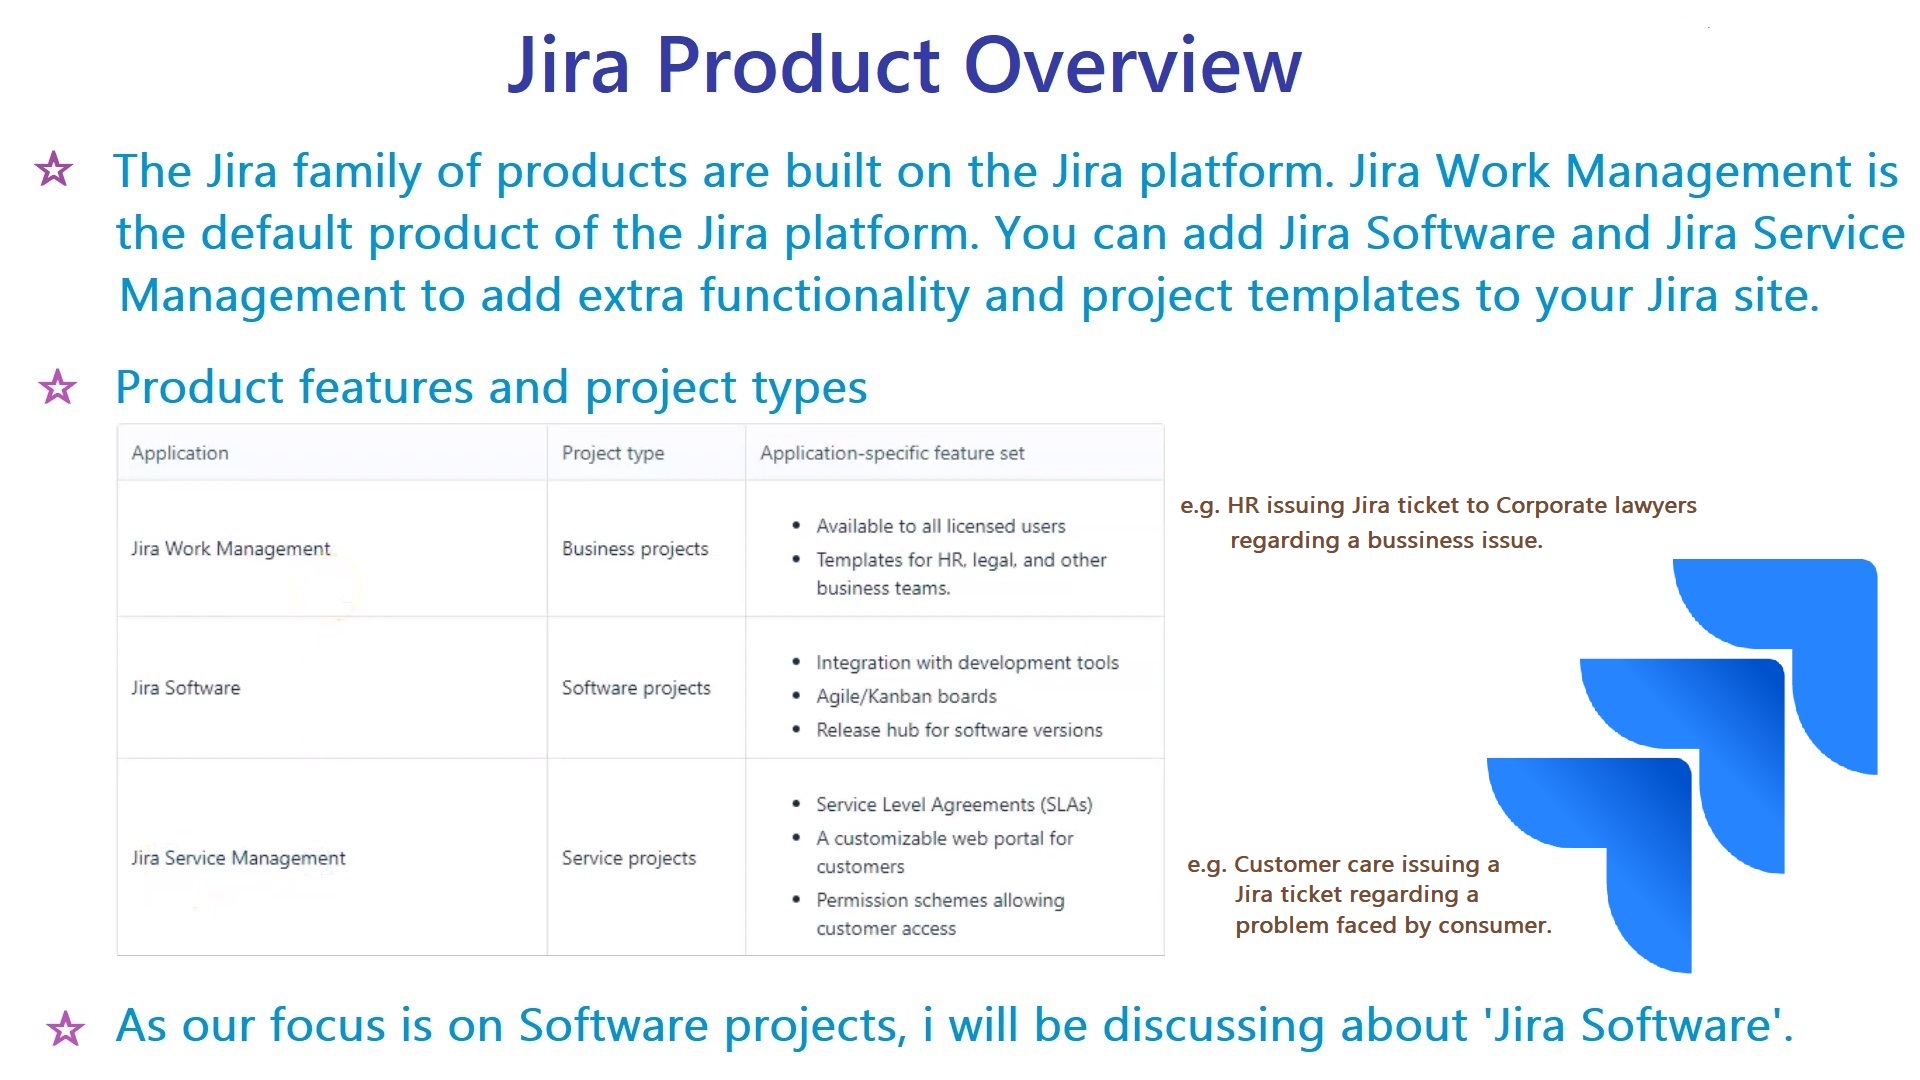 Jira Product Overview
The Jira family of products are built on the Jira platform. Jira Work Management is
the default product of the Jira platform. You can add Jira Software and Jira Service
Management to add extra functionality and project templates to your Jira site.
Product features and project types
Application
Project type
Application-specific feature set
Jira Work Management
Business projects
• Available to all licensed users
• Templates for HR, legal, and other
business teams.
e.g. HR issuing Jira ticket to Corporate lawyers
regarding a bussiness issue.
Jira Software
Software projects
• Integration with development tools
• Agile/Kanban boards
• Release hub for software versions
Jira Service Management
Service projects
• Service Level Agreements (SLAs)
• A customizable web portal for
customers
• Permission schemes allowing
customer access
e.g. Customer care issuing a
Jira ticket regarding a
problem faced by consumer.
As our focus is on Software projects, i will be discussing about 'Jira Software'.